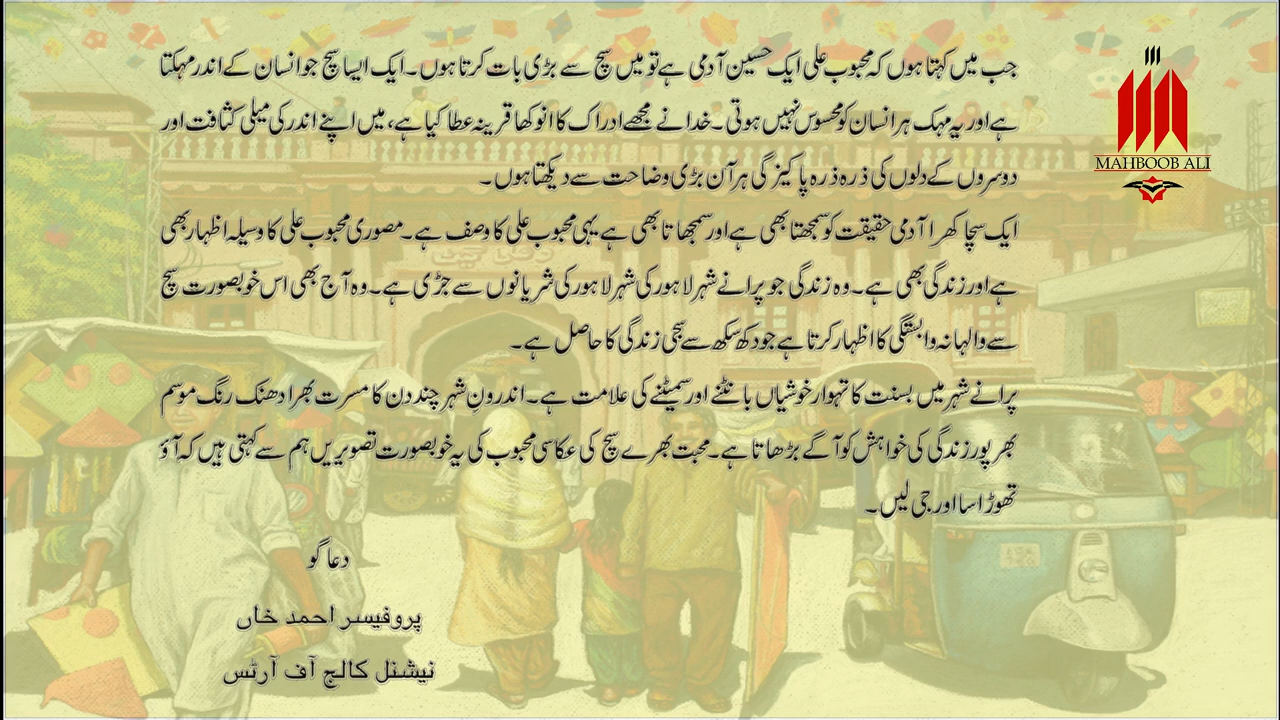 جب میں کہتا ہوں کہ محبوب علی ایک حسین آدمی ہے تو میں سچ سے بڑی بات کرتا ہوں۔ ایک ایسا سچ جو انسان کے اندر مہکتا
ہے اور یہ مہک ہر انسان کو محسوس نہیں ہوتی۔ خدا نے مجھے ادراک کا انوکھا قرینہ عطا کیا ہے، میں اپنے اندر کی میلی کثافت اور
دوسروں کے دلوں کی ذرہ ذرہ پاکیزگی ہر آن بڑی وضاحت سے دیکھتا ہوں۔
ایک سچا کھرا آدمی حقیقت کو سمجھتا بھی ہے اور سمجھاتا بھی ہے یہی محبوب علی کا وصف ہے۔ مصوری محبوب علی کا وسیلہ اظہار بھی
ہے اور زندگی بھی ہے۔ وہ زندگی جو پرانے شہر لاہور کی شہر لاہور کی شریانوں سے جڑی ہے۔ وہ آج بھی اس خوبصورت سچ
سے والہانہ وابستگی کا اظہار کرتا ہے جو دکھ سکھ سے سجی زندگی کا حاصل ہے۔
پرانے شہر میں بسنت کا تہوار خوشیاں بانٹنے اور سمیٹنے کی علامت ہے۔ اندرونِ شہر چند دن کا مسرت بھرا دھنک رنگ موسم
بھرپور زندگی کی خواہش کو آگے بڑھاتا ہے۔ محبت بھرے سچ کی عکاسی محبوب کی یہ خوبصورت تصویریں ہم سے کہتی ہیں کہ آؤ
تھوڑا سا اور جی لیں۔
دعا گو
پروفیسر احمد خاں
نیشنل کالج آف آرٹس
MAHBOOB ALI